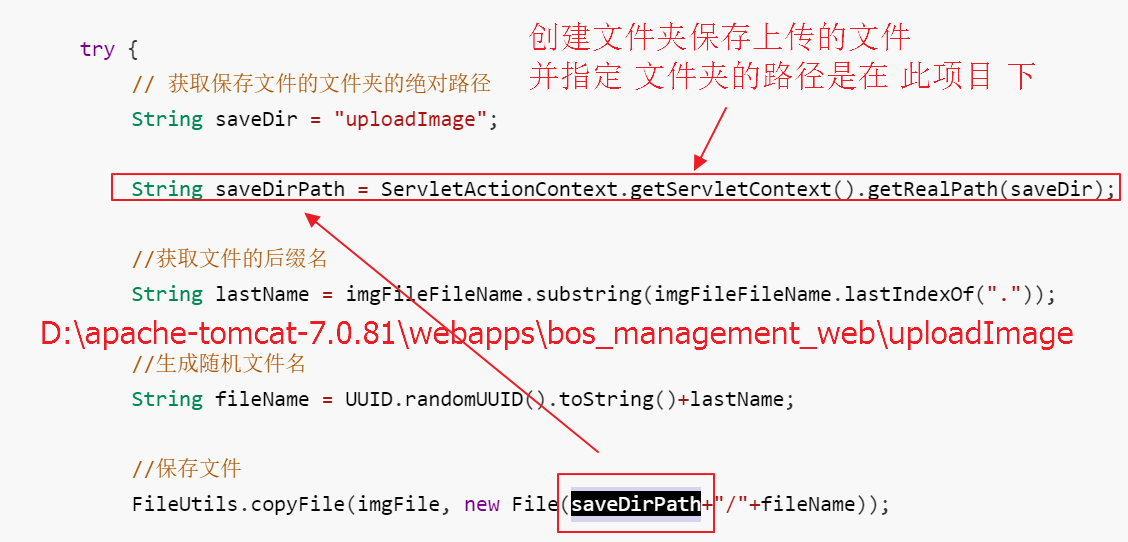 创建文件夹保存上传的文件
并指定 文件夹的路径是在 此项目 下
try {
// 获取保存文件的文件夹的绝对路径
String saveDir = "uploadImage";
String saveDirPath = ServletActionContext.getServletContext().getRealPath(saveDir);
//获取文件的后缀名
String lastName = imgFileFileName.substring(imgFileFileName.lastIndexOf("."));
D:\apache-tomcat-7.0.81\webapps\bos_management_web\uploadImage
//生成随机文件名
String fileName = UUID.randomUUID().toString()+lastName;
//保存文件
FileUtils.copyFile(imgFile, new File(saveDirPath+"/"+fileName));